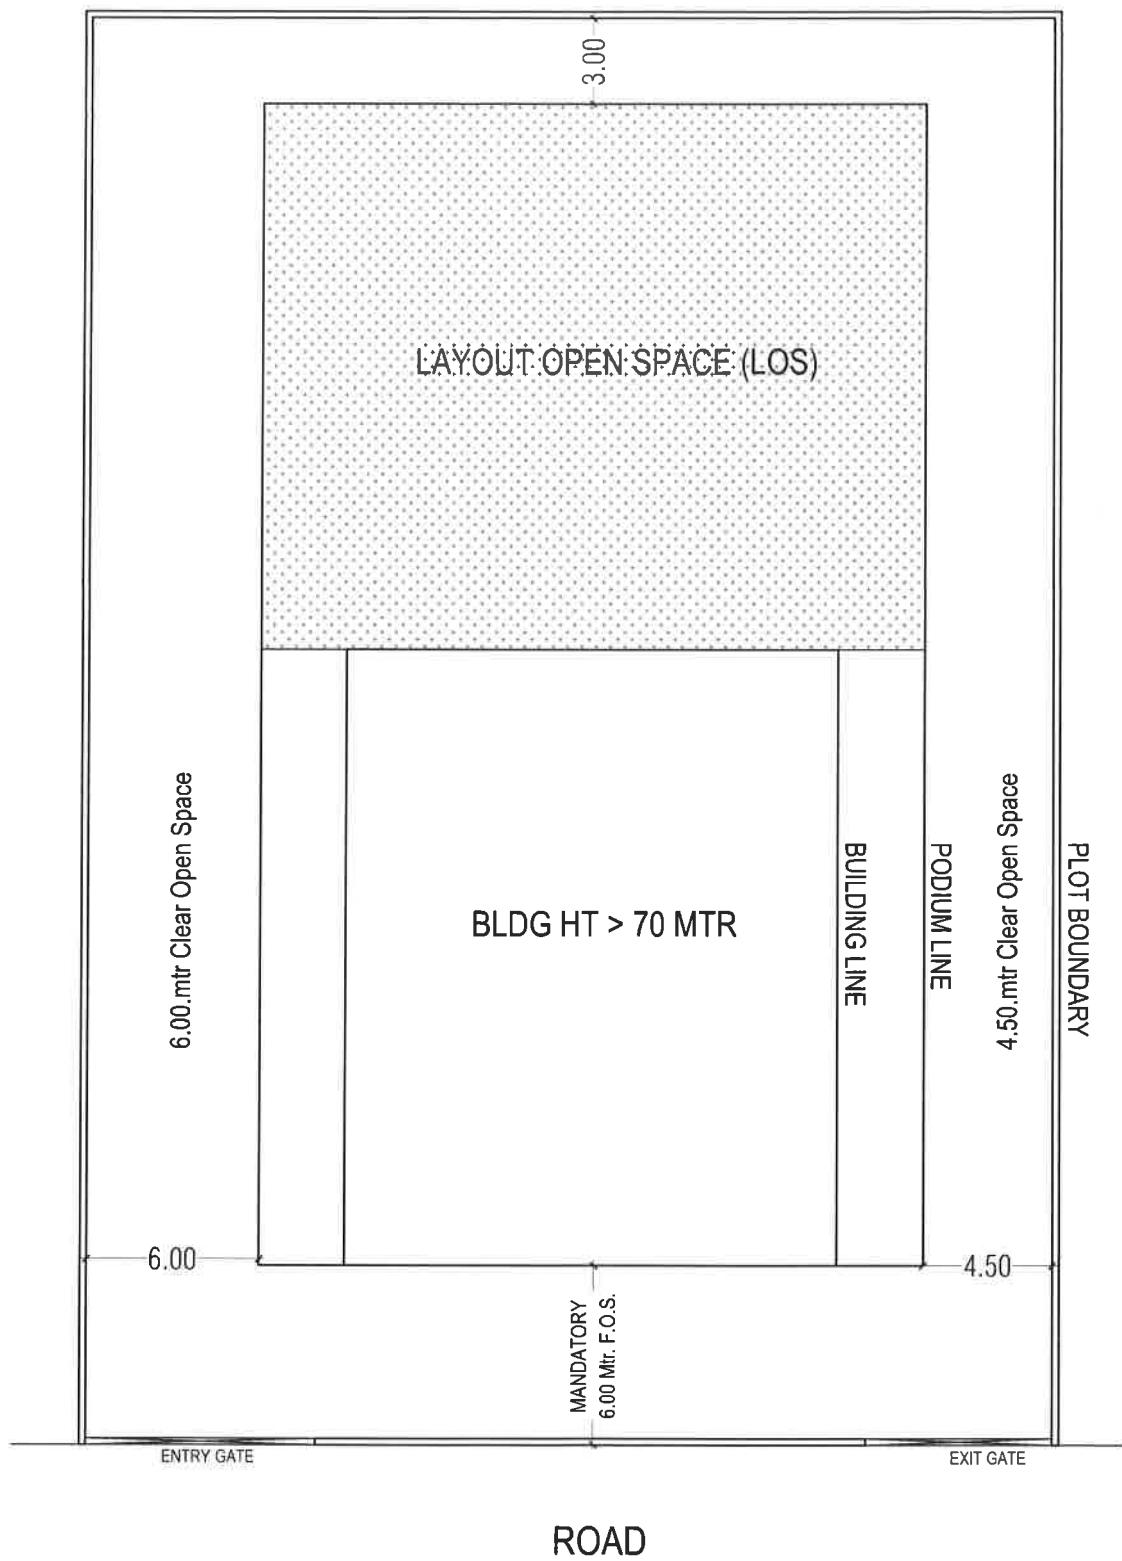 3.00
LAYOUT OPEN SPACE (LOS)
6.00.mtr Clear Open Space
BLDG HT > 70 MTR
BUILDING LINE
PODIUM LINE
4.50.mtr Clear Open Space
PLOT BOUNDARY
6.00
4.50
MANDATORY
6.00 Mtr. F.O.S.
ENTRY GATE
EXIT GATE
ROAD